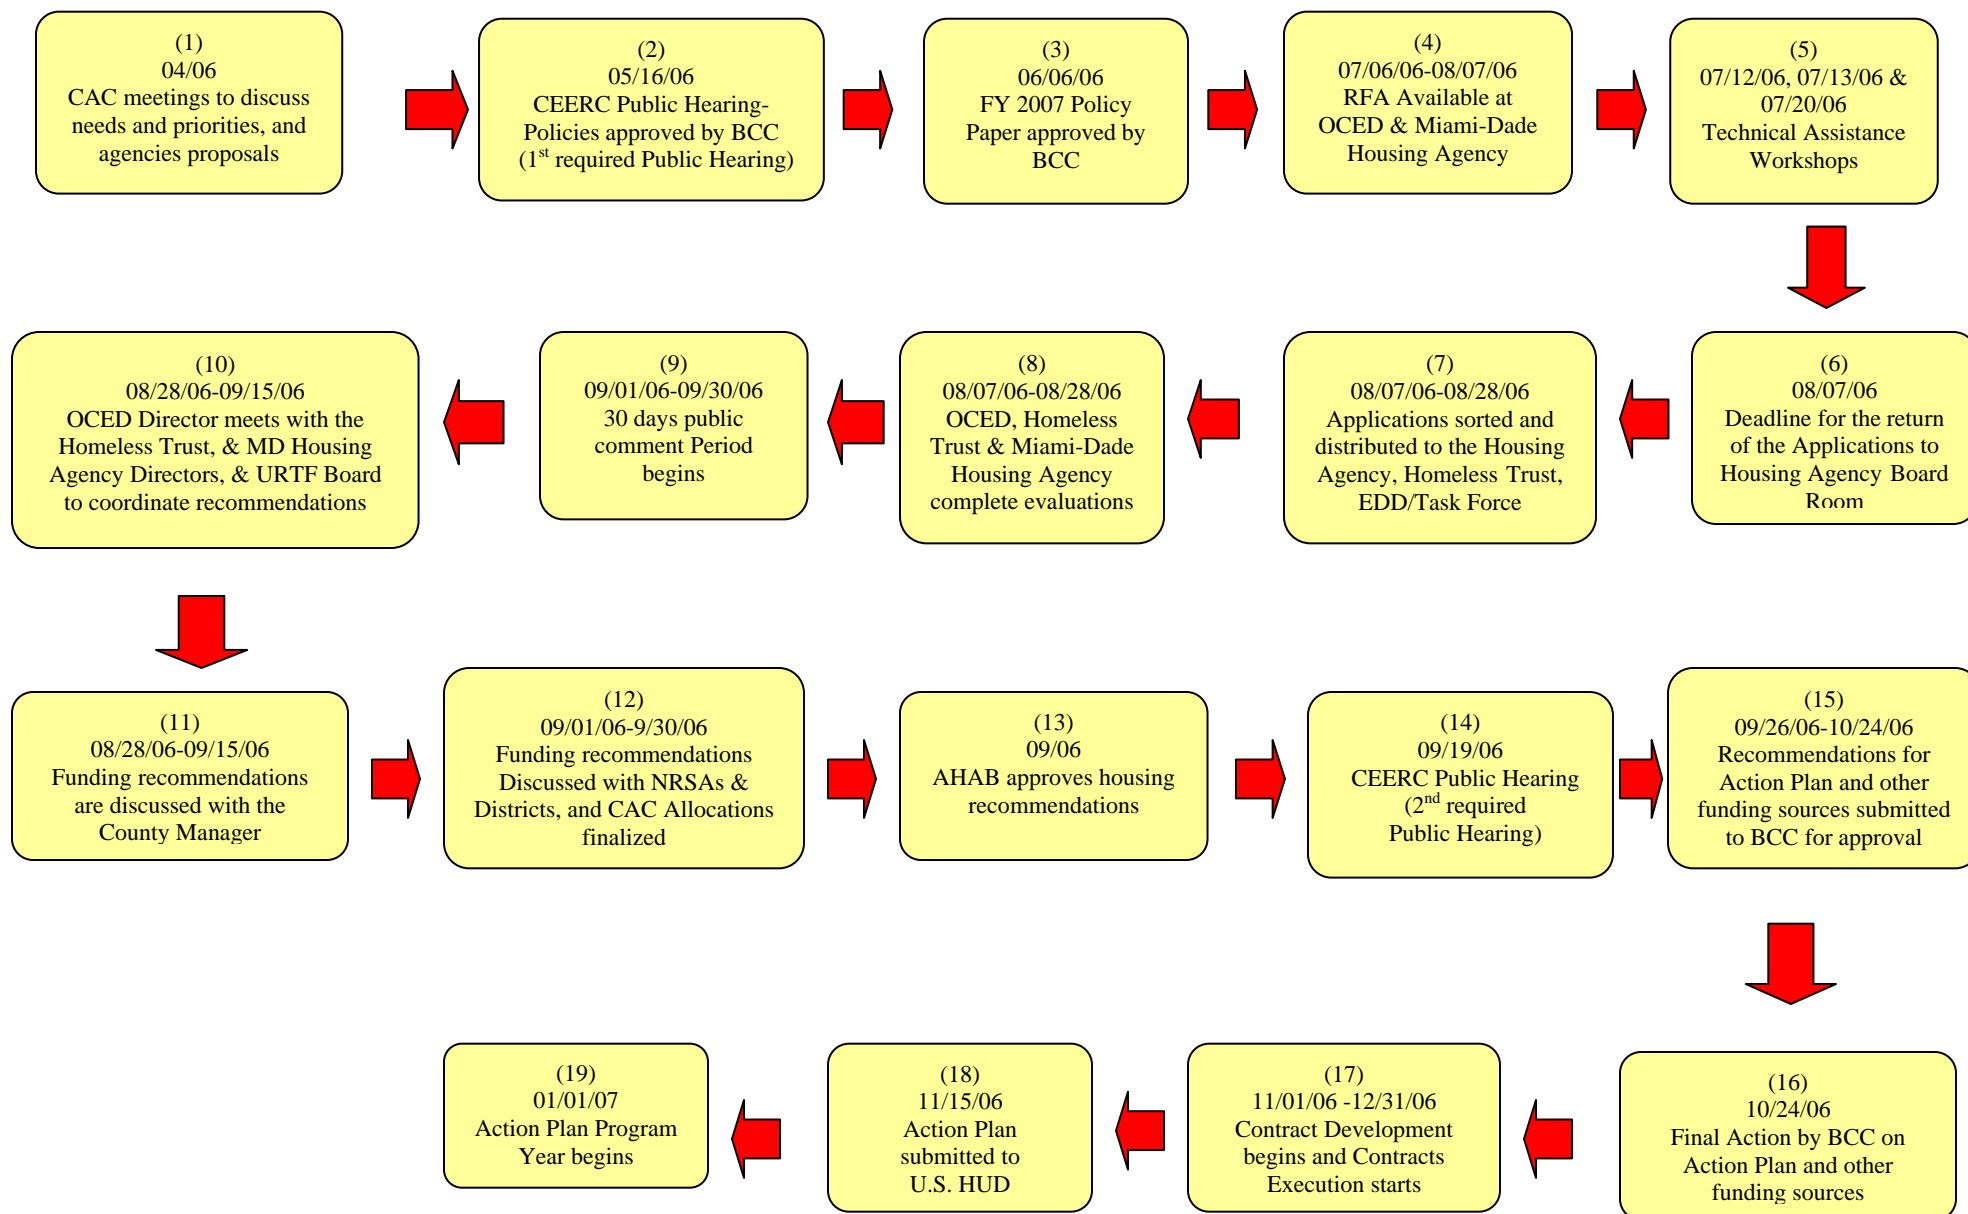 (1)
04/06
CAC meetings to discuss
needs and priorities, and
agencies proposals
(2)
05/16/06
CEERC Public Hearing-
Policies approved by BCC
(1st required Public Hearing)
(3)
06/06/06
FY 2007 Policy
Paper approved by
BCC
(4)
07/06/06-08/07/06
RFA Available at
OCED & Miami-Dade
Housing Agency
(5)
07/12/06, 07/13/06 &
07/20/06
Technical Assistance
Workshops
(6)
08/07/06
Deadline for the return
of the Applications to
Housing Agency Board
Room
(7)
08/07/06-08/28/06
Applications sorted and
distributed to the Housing
Agency, Homeless Trust,
EDD/Task Force
(8)
08/07/06-08/28/06
OCED, Homeless
Trust & Miami-Dade
Housing Agency
complete evaluations
(9)
09/01/06-09/30/06
30 days public
comment Period
begins
(10)
08/28/06-09/15/06
OCED Director meets with the
Homeless Trust, & MD Housing
Agency Directors, & URTF Board
to coordinate recommendations
(11)
08/28/06-09/15/06
Funding recommendations
are discussed with the
County Manager
(12)
09/01/06-9/30/06
Funding recommendations
Discussed with NRSAs &
Districts, and CAC Allocations
finalized
(13)
09/06
AHAB approves housing
recommendations
(14)
09/19/06
CEERC Public Hearing
(2nd required
Public Hearing)
(15)
09/26/06-10/24/06
Recommendations for
Action Plan and other
funding sources submitted
to BCC for approval
(16)
10/24/06
Final Action by BCC on
Action Plan and other
funding sources
(17)
11/01/06 -12/31/06
Contract Development
begins and Contracts
Execution starts
(18)
11/15/06
Action Plan
submitted to
U.S. HUD
(19)
01/01/07
Action Plan Program
Year begins